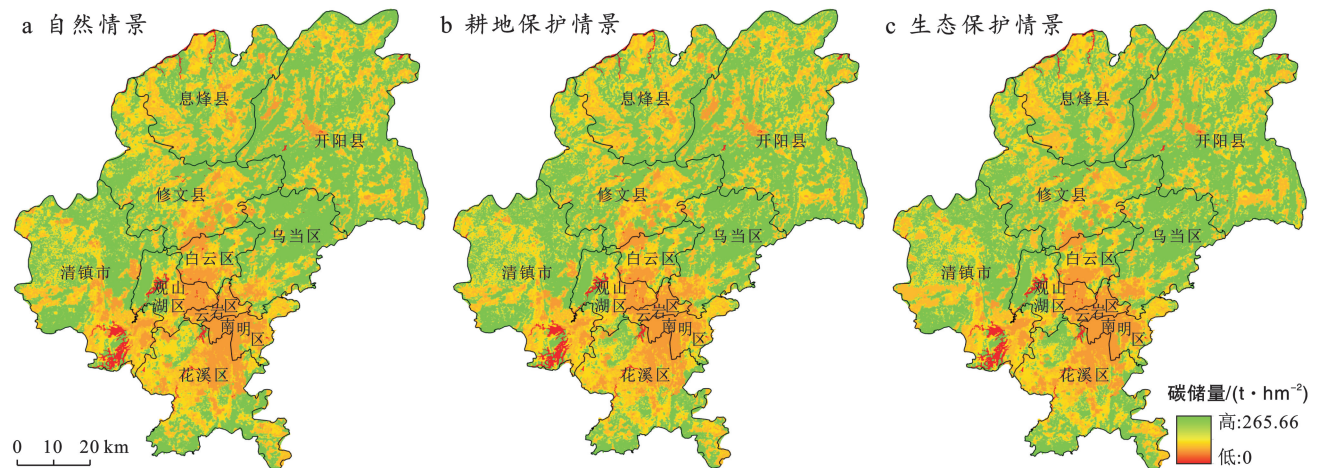 a 自然情景
息烽县
开阳县
修文县
乌当区
白云区
清镇市
观山
湖区
云岩区
南明
区
花溪区
0 10 20 km
b 耕地保护情景
息烽县
开阳县
修文县
乌当区
白云区
清镇市
观山
湖区
云岩区
南明
区
花溪区
c 生态保护情景
息烽县
开阳县
修文县
乌当区
白云区
清镇市
观山
湖区
云岩区
南明
区
花溪区
碳储量/(t·hm⁻²)
高:265.66
低:0